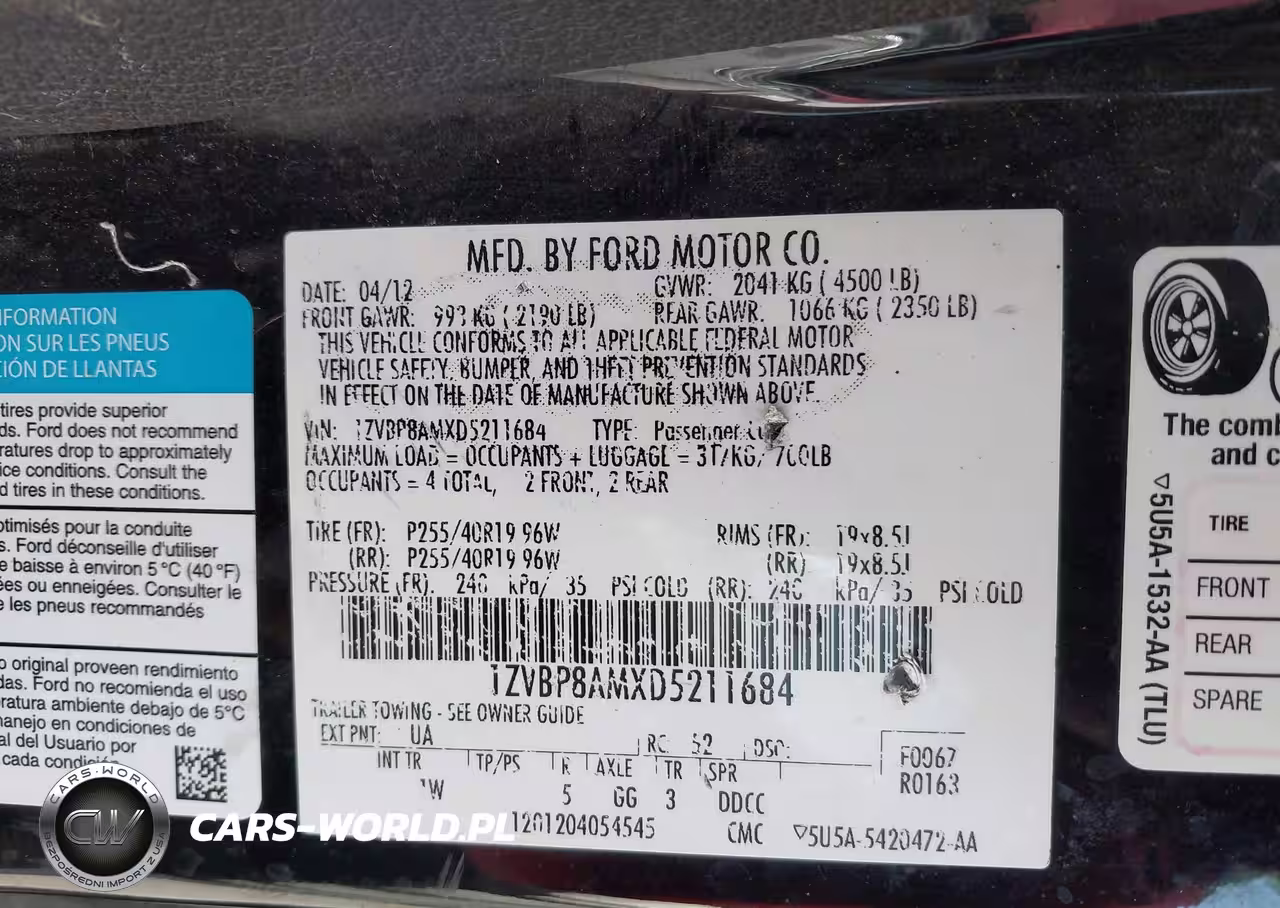 MFD. BY FORD MOTOR CO.
DATE: 04/12 GVWR: 2041 KG ( 4500 LB)
FRONT GAWR: 993 KG ( 2190 LB) REAR GAWR: 1066 KG ( 2350 LB)
THIS VEHICLE CONFORMS TO ALL APPLICABLE FEDERAL MOTOR
VEHICLE SAFETY, BUMPER, AND THEFT PREVENTION STANDARDS
IN EFFECT ON THE DATE OF MANUFACTURE SHOWN ABOVE.
VIN: 1ZVBP8AMXD5211684 TYPE: Passenger
MAXIMUM LOAD = OCCUPANTS + LUGGAGE = 317KG/ 700LB
OCCUPANTS = 4 TOTAL, 2 FRONT, 2 REAR
TIRE (FR): P255/40R19 96W RIMS (FR): 19x8.5J
(RR): P255/40R19 96W (RR) 19x8.5J
PRESSURE (FR): 240 kPa/ 35 PSI COLD (RR): 240 kPa/ 35 PSI COLD
1ZVBP8AMXD5211684
TRAILER TOWING - SEE OWNER GUIDE
EXT PNT: UA RC: 52 DSO:
INT TR TP/PS R AXLE TR SPR
W 5 GG 3 DDCC
F0067
R0163
1201204054545 CMC ▽5U5A-5420472-AA
NFORMATION
ON SUR LES PNEUS
CIÓN DE LLANTAS
tires provide superior
ds. Ford does not recommend
ratures drop to approximately
ice conditions. Consult the
d tires in these conditions.
ptimisés pour la conduite
s. Ford déconseille d'utiliser
e baisse à environ 5 °C (40 °F)
ées ou enneigées. Consulter le
e les pneus recommandés
o original proveen rendimiento
das. Ford no recomienda el uso
eratura ambiente debajo de 5°C
manejo en condiciones de
al del Usuario por
cada condición
The comb
and c
▽5U5A-1532-AA (TLU)
TIRE
FRONT
REAR
SPARE
CARS-WORLD
CW
BEZPOŚREDNI IMPORT Z USA
CARS-WORLD.PL